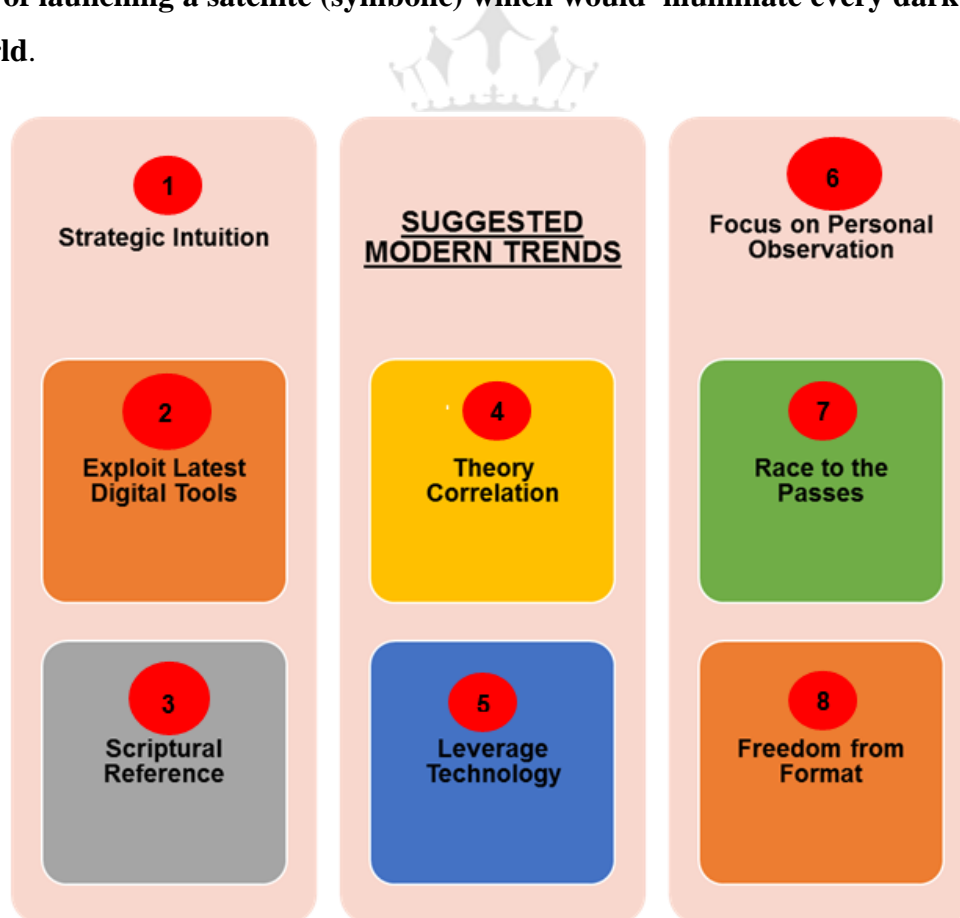 of launching a satellite (symbolic) which would illuminate every dark
ld.
1
Strategic Intuition
2
Exploit Latest
Digital Tools
3
Scriptural
Reference
SUGGESTED
MODERN TRENDS
4
Theory
Correlation
5
Leverage
Technology
6
Focus on Personal
Observation
7
Race to the
Passes
8
Freedom from
Format